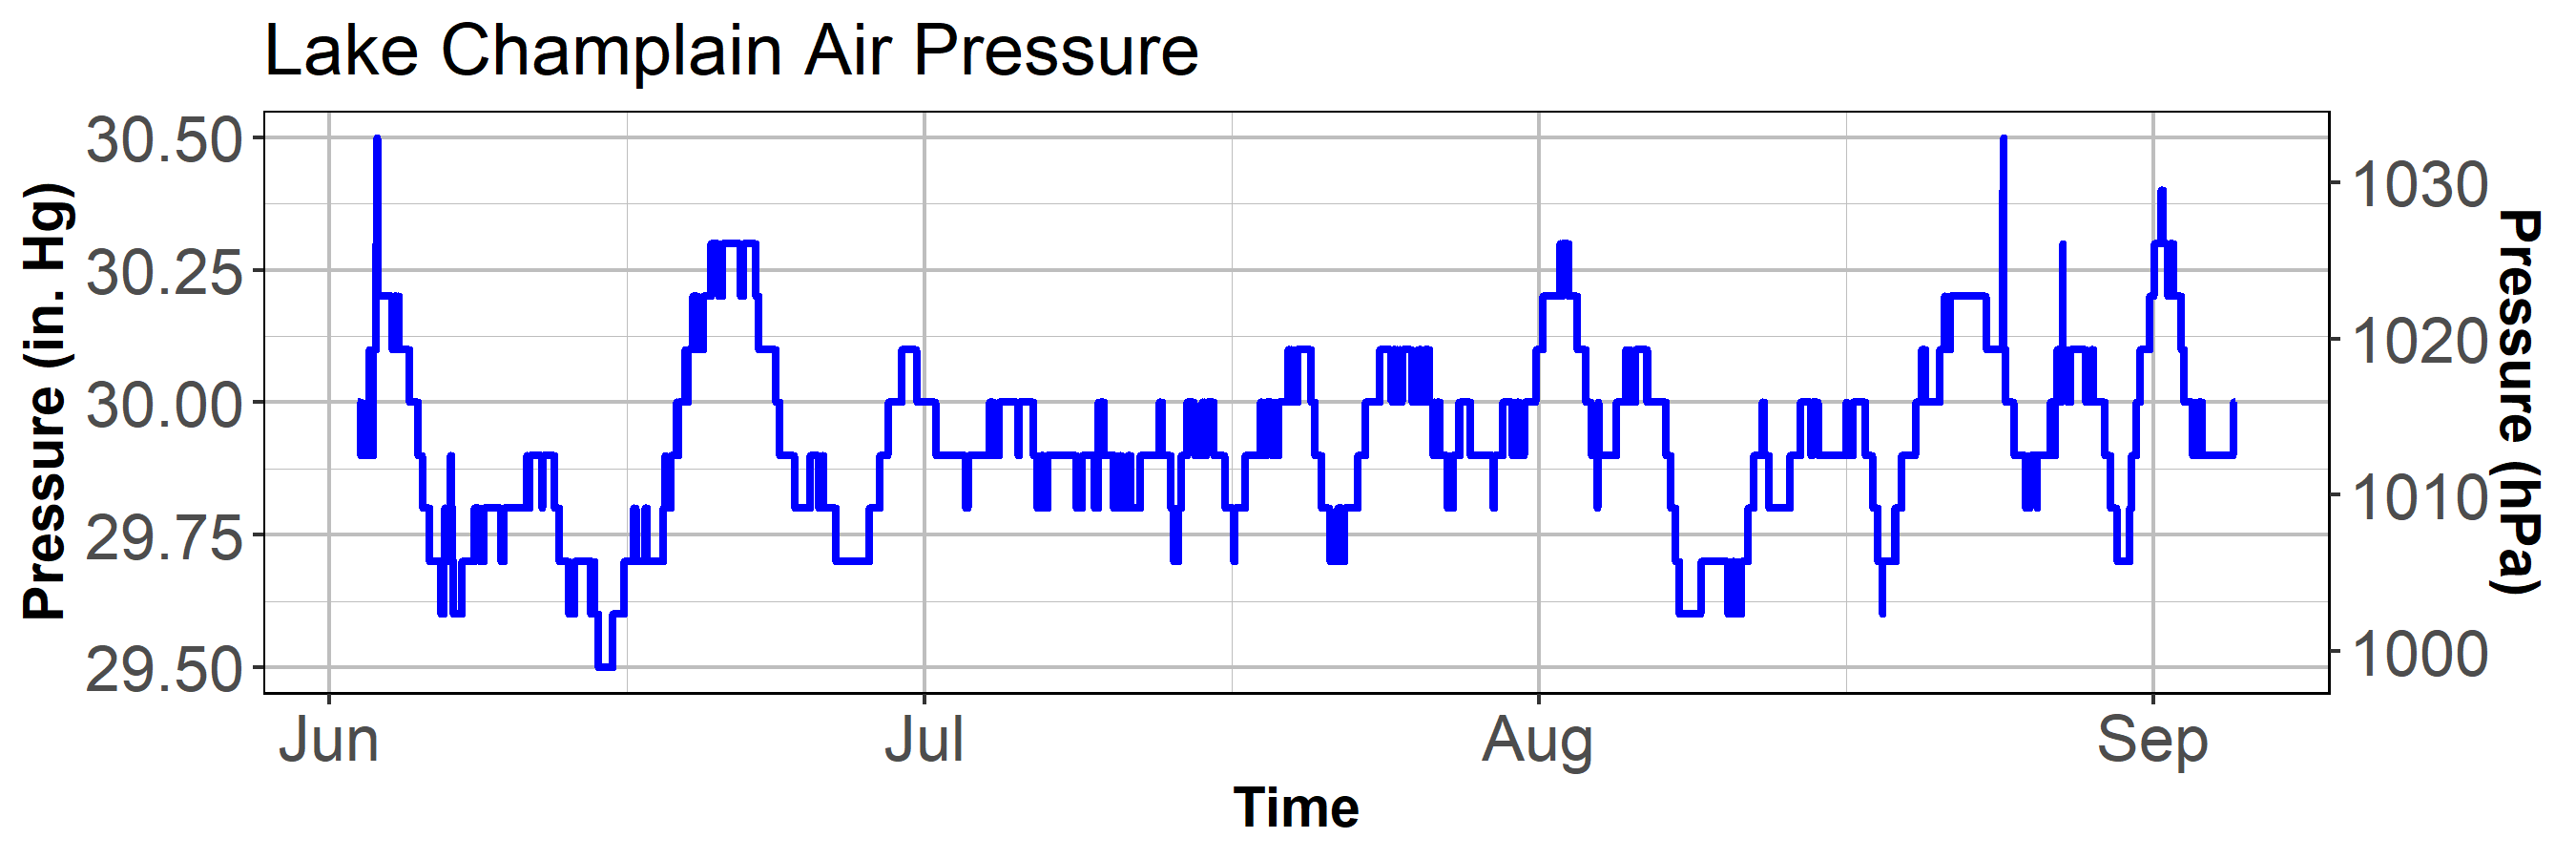 Lake Champlain Air Pressure
Pressure (in. Hg)
30.50
30.25
30.00
29.75
29.50
1030
1020
1010
1000
Pressure (hPa)
Jun Jul Aug Sep
Time